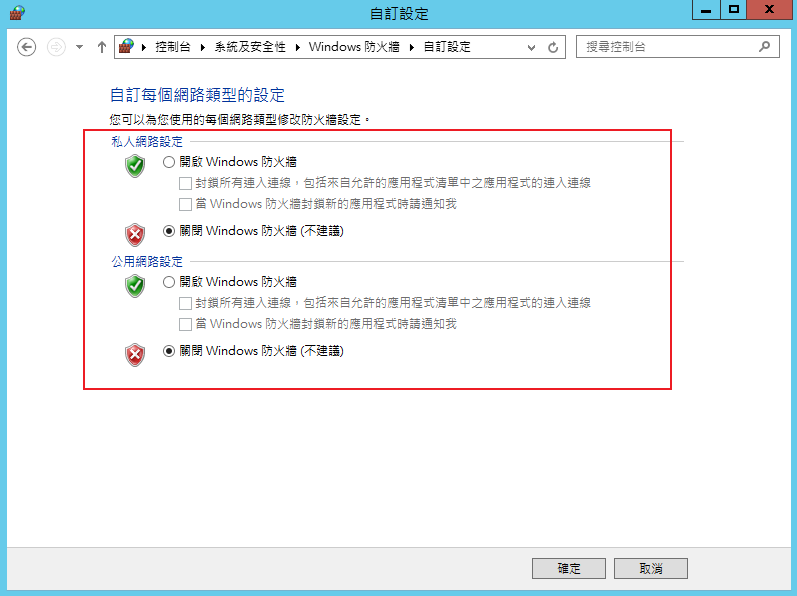 自訂設定
控制台 系統及安全性 Windows 防火牆 自訂設定
搜尋控制台
自訂每個網路類型的設定
您可以為您使用的每個網路類型修改防火牆設定。
私人網路設定
開啟 Windows 防火牆
封鎖所有連入連線，包括來自允許的應用程式清單中之應用程式的連入連線
當 Windows 防火牆封鎖新的應用程式時請通知我
關閉 Windows 防火牆 (不建議)
公用網路設定
開啟 Windows 防火牆
封鎖所有連入連線，包括來自允許的應用程式清單中之應用程式的連入連線
當 Windows 防火牆封鎖新的應用程式時請通知我
關閉 Windows 防火牆 (不建議)
確定
取消